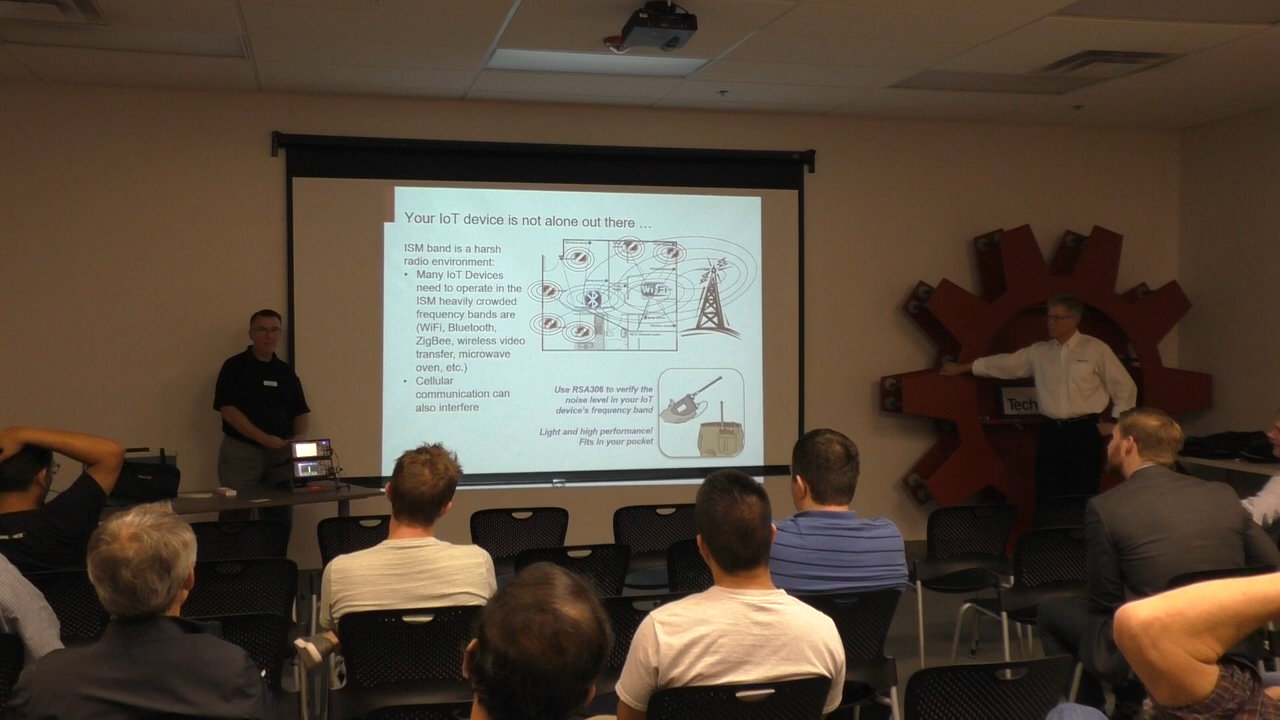 Your IoT device is not alone out there ...
ISM band is a harsh
radio environment:
• Many IoT Devices
need to operate in the
ISM heavily crowded
frequency bands are
(WiFi, Bluetooth,
ZigBee, wireless video
transfer, microwave
oven, etc.)
• Cellular
communication can
also interfere
WiFi
Use RSA306 to verify the
noise level in your IoT
device's frequency band
Light and high performance!
Fits in your pocket
Tech